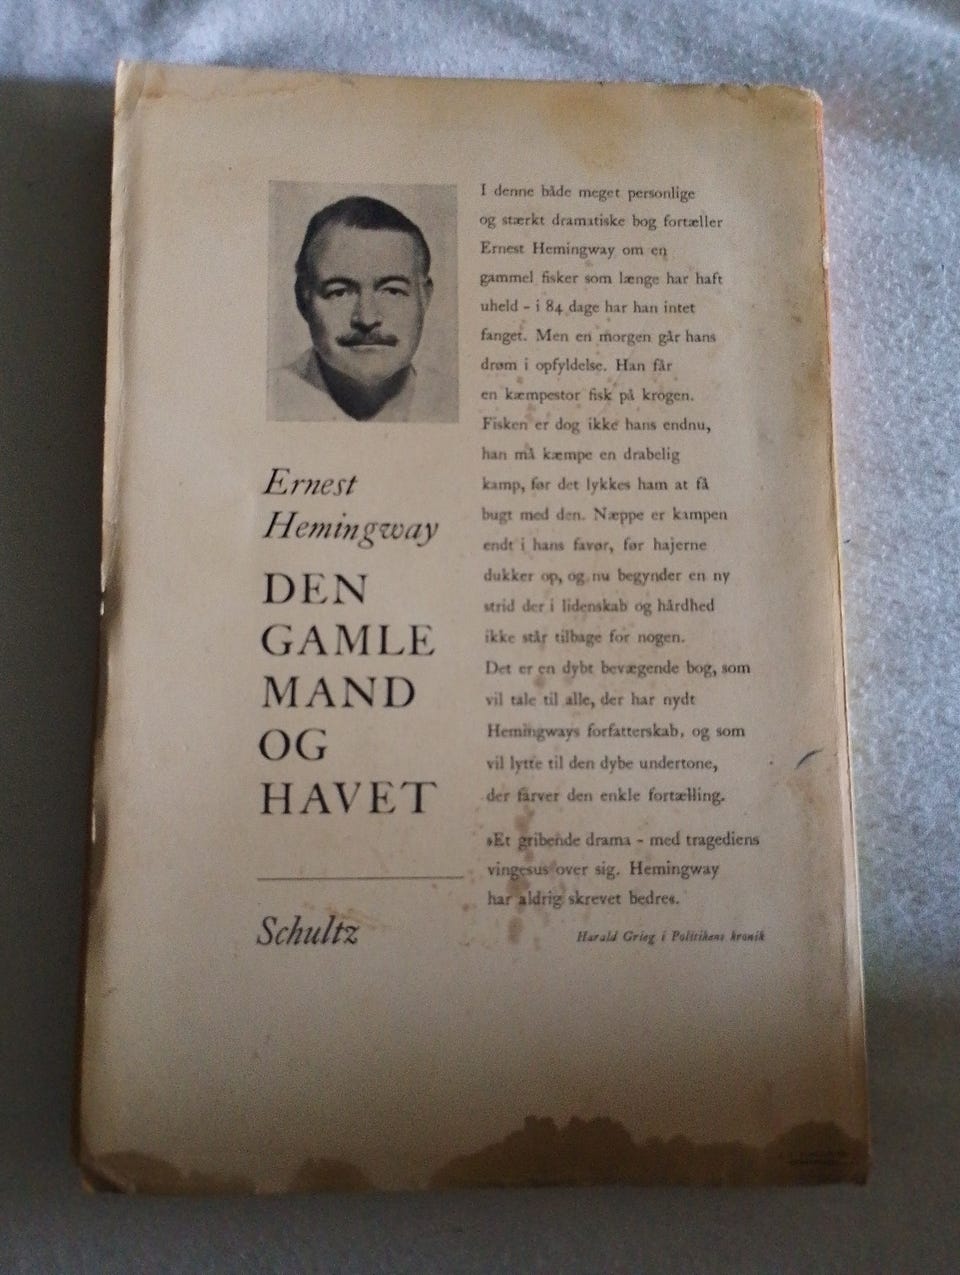 Ernest
Hemingway
DEN
GAMLE
MAND
OG
HAVET
Schultz
I denne både meget personlige
og stærkt dramatiske bog fortæller
Ernest Hemingway om en
gammel fisker som længe har haft
uheld – i 84 dage har han intet
fanget. Men en morgen går hans
drøm i opfyldelse. Han får
en kæmpestor fisk på krogen.
Fisken er dog ikke hans endnu,
han må kæmpe en drabelig
kamp, før det lykkes ham at få
bugt med den. Næppe er kampen
endt i hans favør, før hajerne
dukker op, og nu begynder en ny
strid der i lidenskab og hårdhed
ikke står tilbage for nogen.
Det er en dybt bevægende bog, som
vil tale til alle, der har nydt
Hemingways forfatterskab, og som
vil lytte til den dybe undertone,
der farver den enkle fortælling.
»Et gribende drama – med tragediens
vingesus over sig. Hemingway
har aldrig skrevet bedre«.
Harald Grieg i Politikens kronik